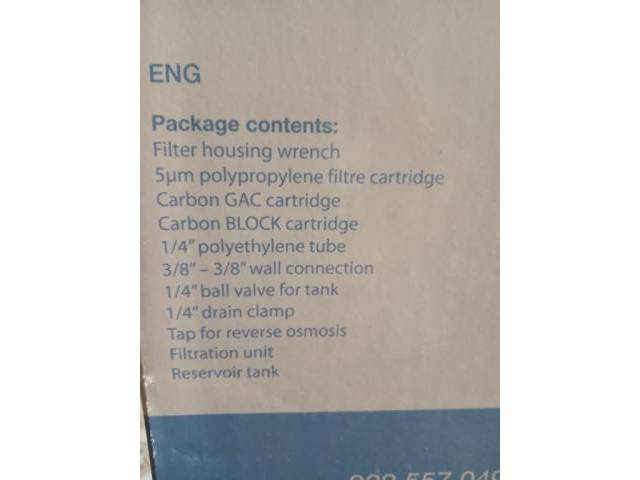 ENG
Package contents:
Filter housing wrench
5µm polypropylene filtre cartridge
Carbon GAC cartridge
Carbon BLOCK cartridge
1/4” polyethylene tube
3/8” – 3/8” wall connection
1/4” ball valve for tank
1/4” drain clamp
Tap for reverse osmosis
Filtration unit
Reservoir tank